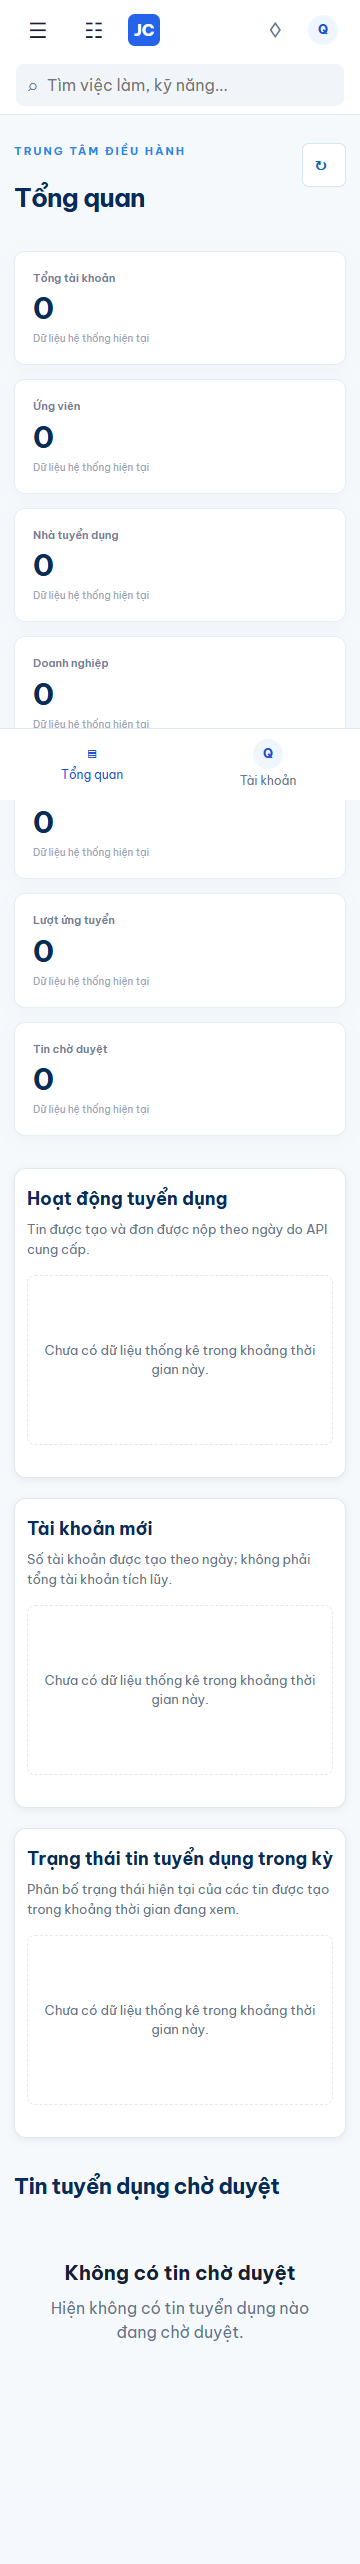 JC
Q
Tìm việc làm, kỹ năng...
TRUNG TÂM ĐIỀU HÀNH
Tổng quan
Tổng tài khoản
0
Dữ liệu hệ thống hiện tại
Ứng viên
0
Dữ liệu hệ thống hiện tại
Nhà tuyển dụng
0
Dữ liệu hệ thống hiện tại
Doanh nghiệp
0
Dữ liệu hệ thống hiện tại
Tổng quan
Q
Tài khoản
0
Dữ liệu hệ thống hiện tại
Lượt ứng tuyển
0
Dữ liệu hệ thống hiện tại
Tin chờ duyệt
0
Dữ liệu hệ thống hiện tại
Hoạt động tuyển dụng
Tin được tạo và đơn được nộp theo ngày do API
cung cấp.
Chưa có dữ liệu thống kê trong khoảng thời
gian này.
Tài khoản mới
Số tài khoản được tạo theo ngày; không phải
tổng tài khoản tích lũy.
Chưa có dữ liệu thống kê trong khoảng thời
gian này.
Trạng thái tin tuyển dụng trong kỳ
Phân bố trạng thái hiện tại của các tin được tạo
trong khoảng thời gian đang xem.
Chưa có dữ liệu thống kê trong khoảng thời
gian này.
Tin tuyển dụng chờ duyệt
Không có tin chờ duyệt
Hiện không có tin tuyển dụng nào
đang chờ duyệt.